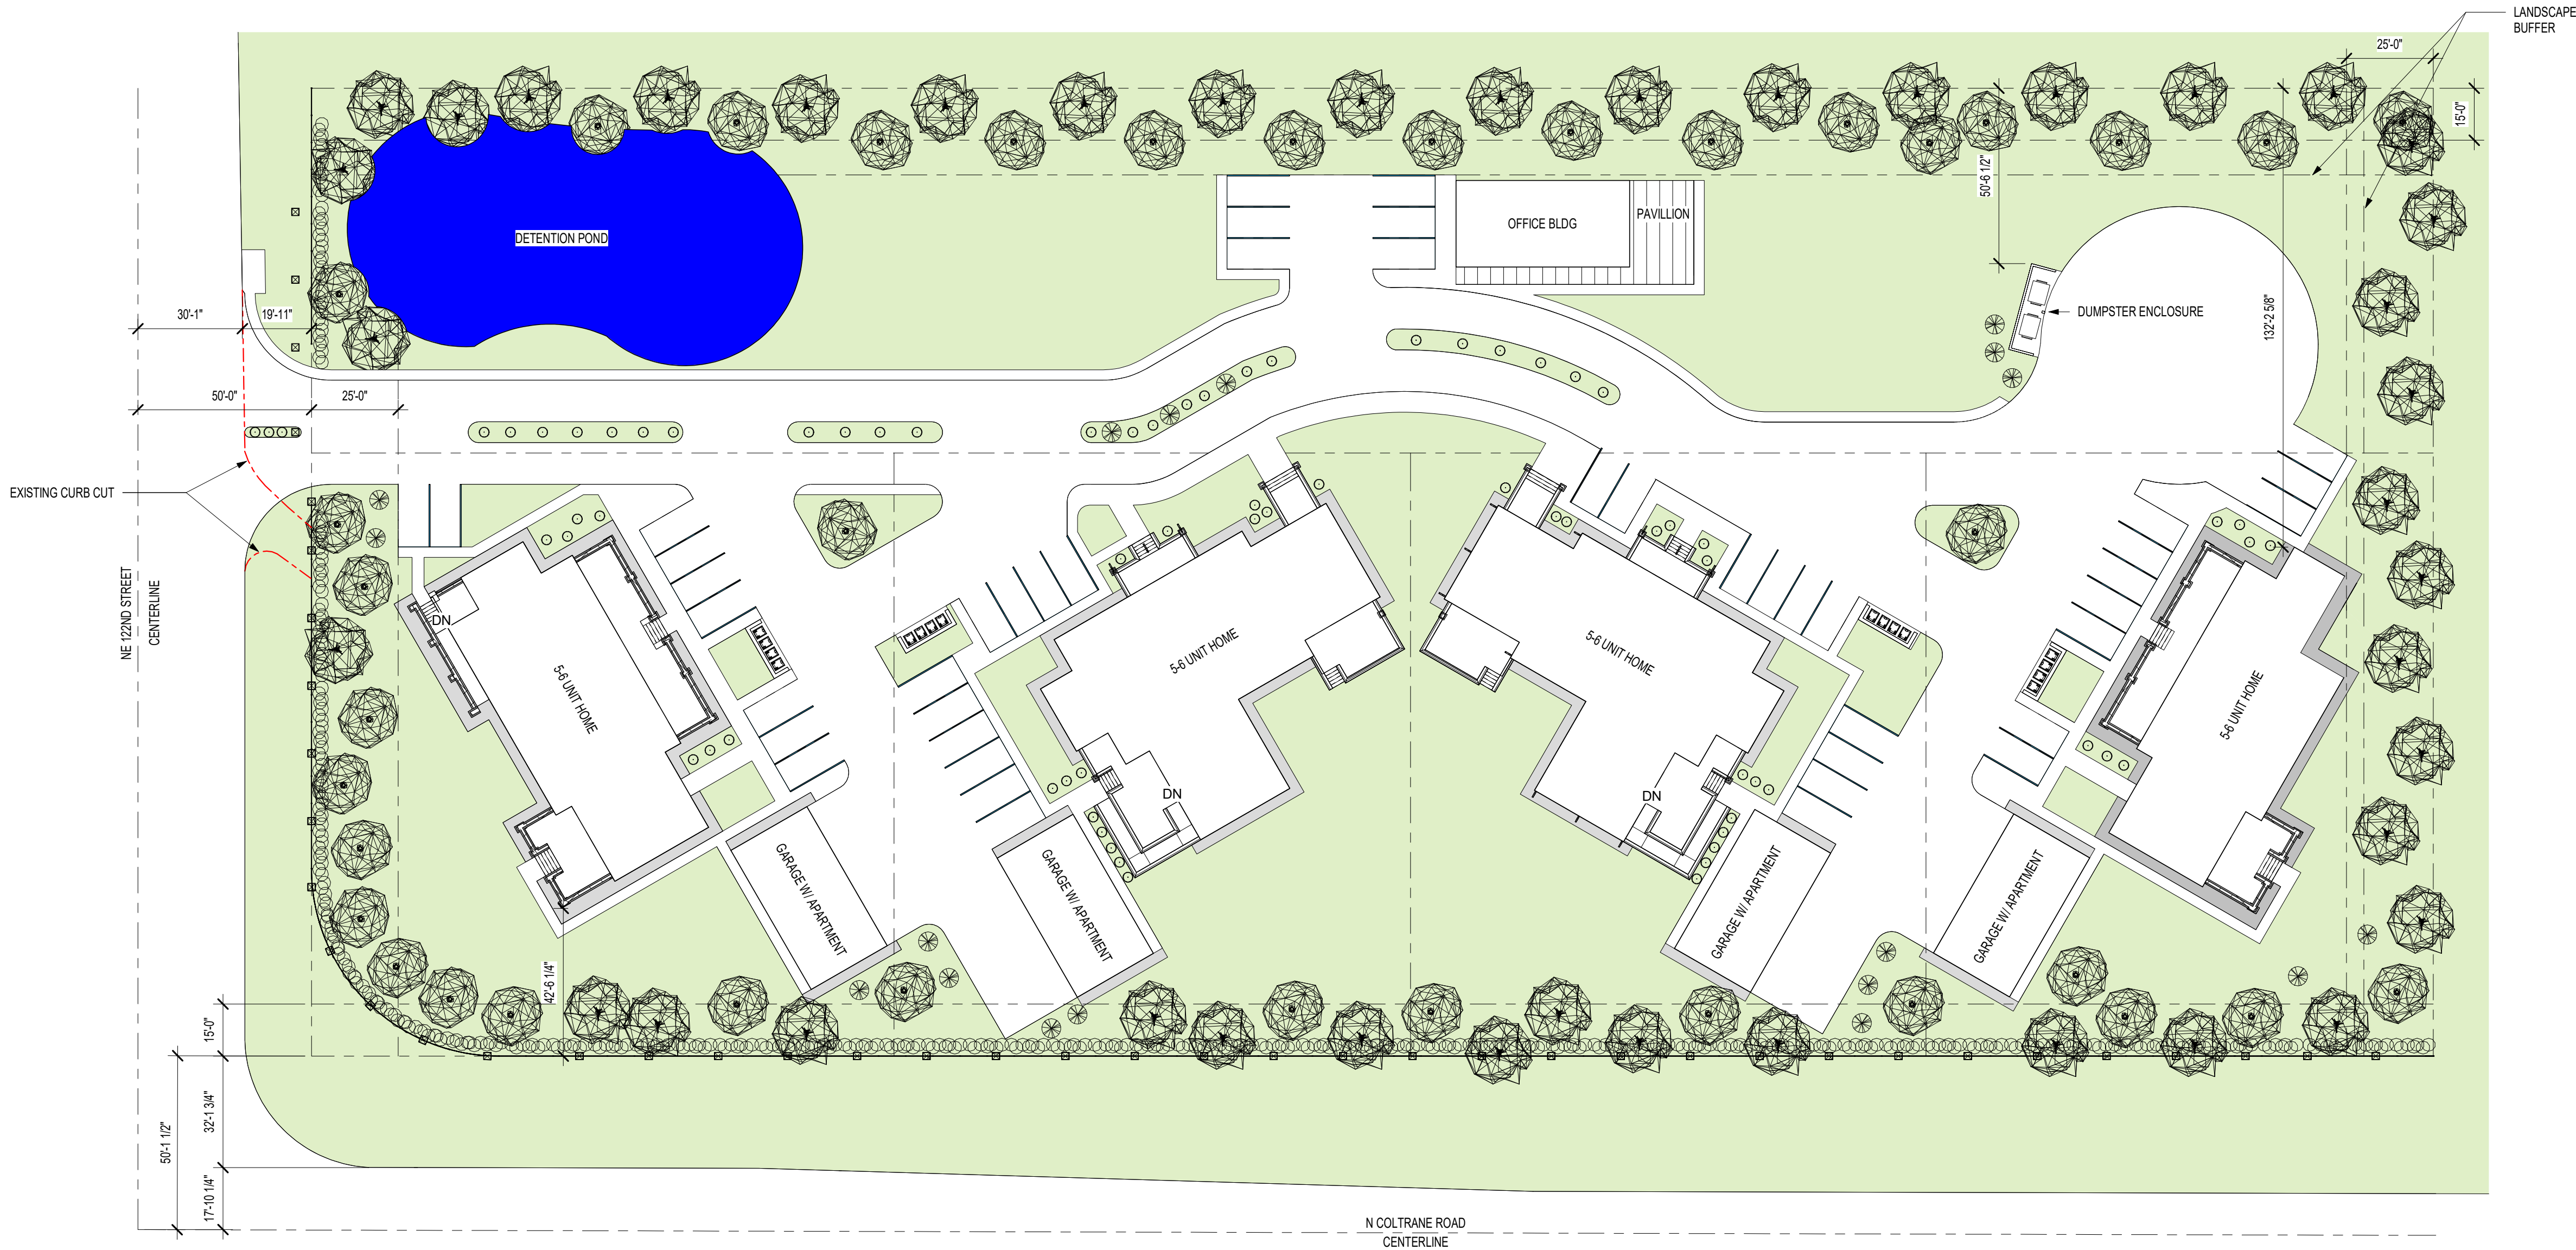 LANDSCAPE
BUFFER
25'-0"
15'-0"
50'-6 1/2"
OFFICE BLDG
PAVILLION
DETENTION POND
132'-2 5/8"
DUMPSTER ENCLOSURE
30'-1"
19'-11"
50'-0"
25'-0"
EXISTING CURB CUT
NE 122ND STREET
CENTERLINE
DN
5-6 UNIT HOME
5-6 UNIT HOME
5-6 UNIT HOME
5-6 UNIT HOME
DN
DN
GARAGE W/ APARTMENT
GARAGE W/ APARTMENT
GARAGE W/ APARTMENT
GARAGE W/ APARTMENT
42'-6 1/4"
15'-0"
32'-1 3/4"
50'-1 1/2"
17'-10 1/4"
N COLTRANE ROAD
CENTERLINE